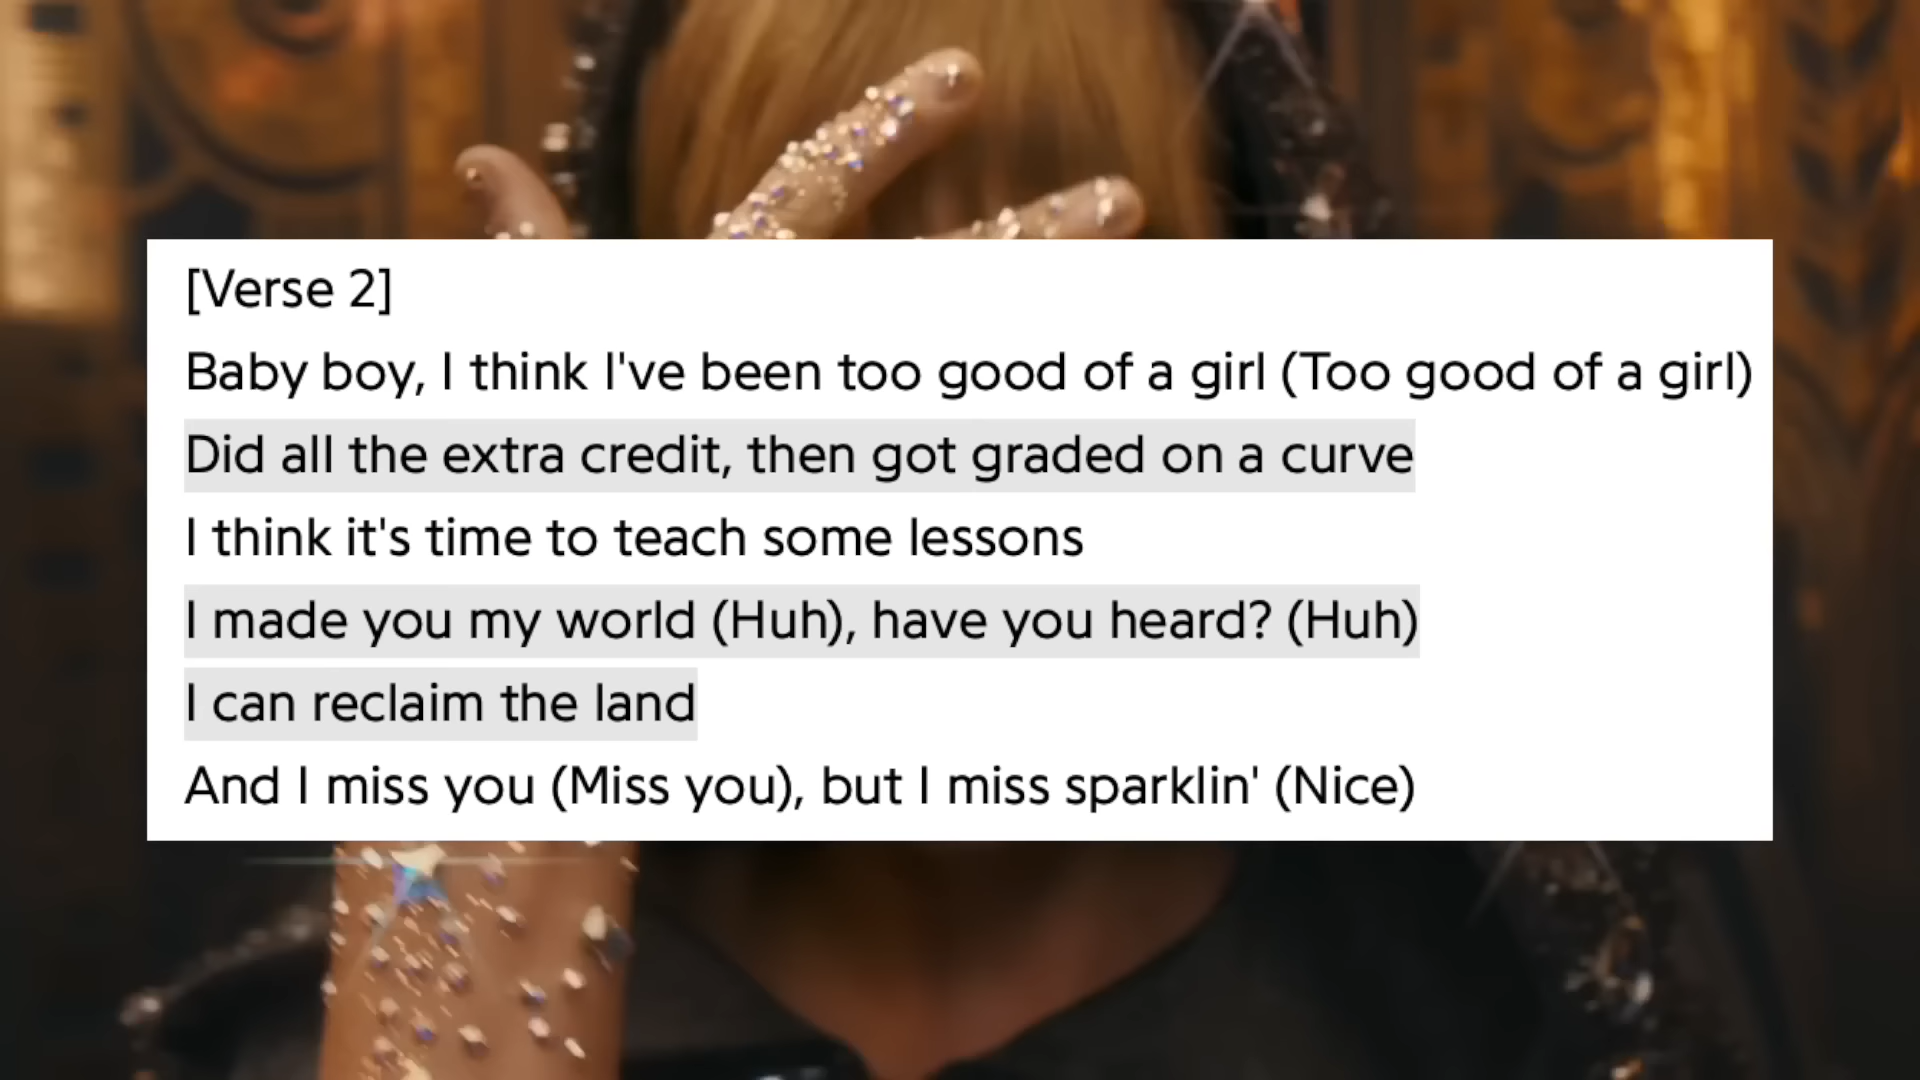 [Verse 2]
Baby boy, I think I've been too good of a girl (Too good of a girl)
Did all the extra credit, then got graded on a curve
I think it's time to teach some lessons
I made you my world (Huh), have you heard? (Huh)
I can reclaim the land
And I miss you (Miss you), but I miss sparklin' (Nice)